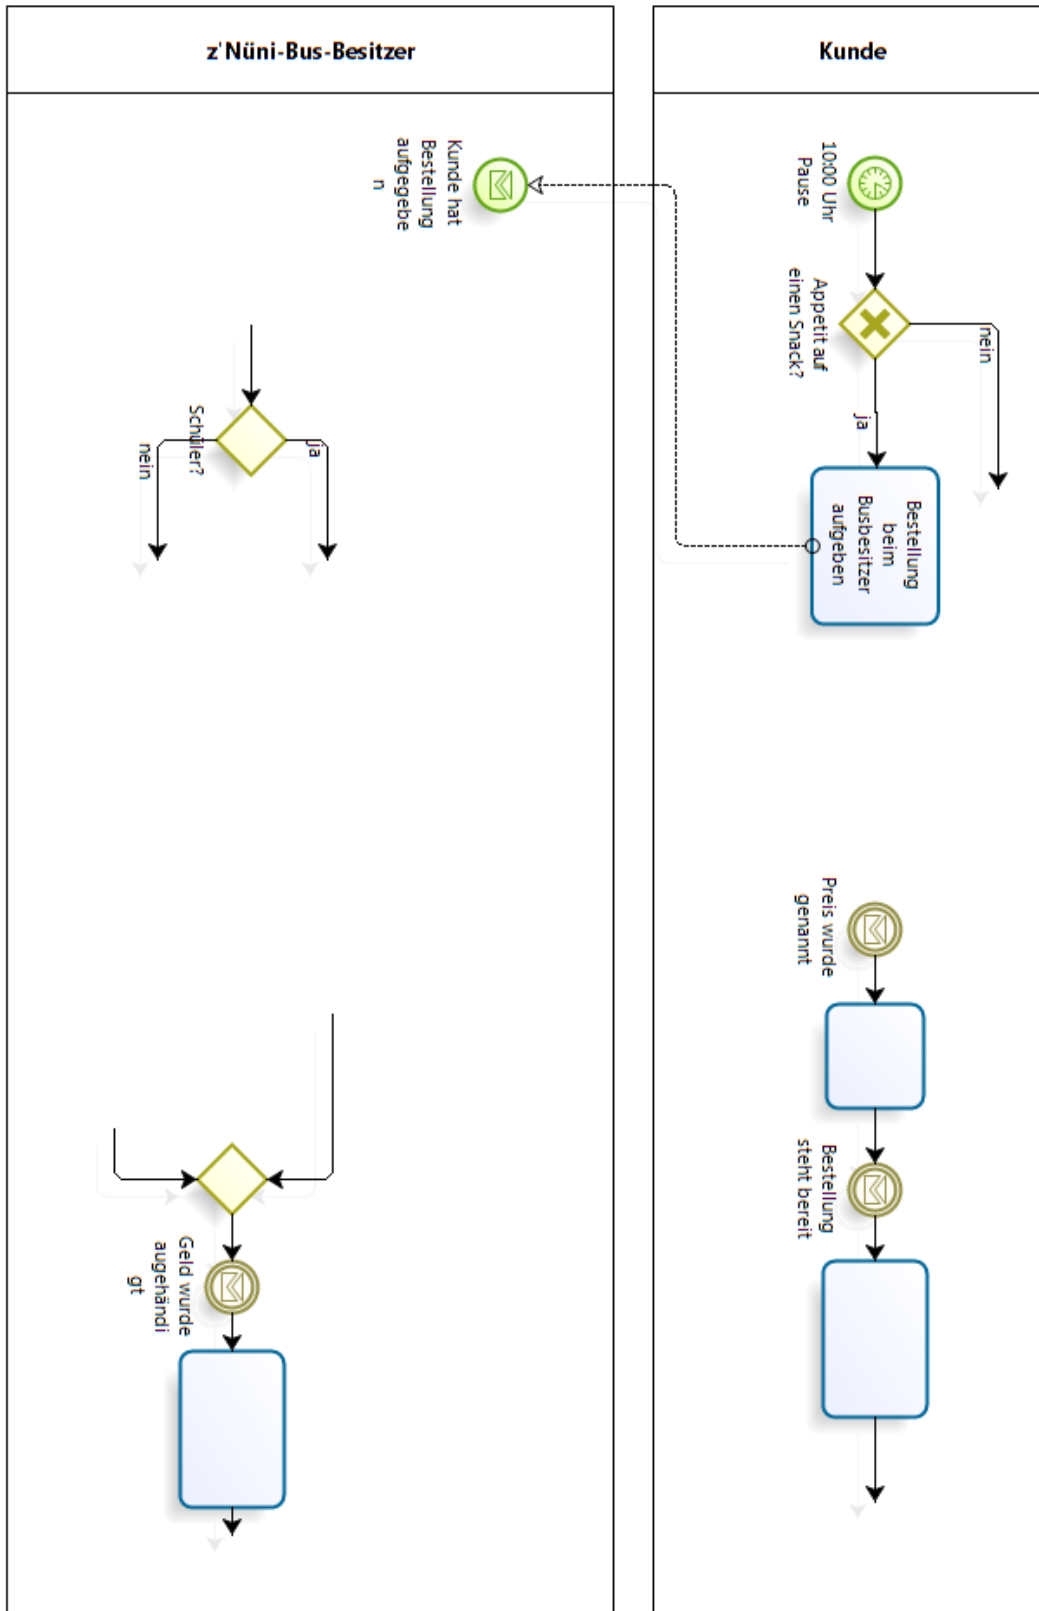 z'Nüni-Bus-Besitzer
Kunde
Kunde hat
Bestellung
aufgegebe
n
10:00 Uhr
Pause
Appetit auf
einen Snack?
nein
ja
Bestellung
beim
Busbesitzer
aufgeben
Schüler?
ja
nein
Preis wurde
genannt
Bestellung
steht bereit
Geld wurde
augehändi
gt